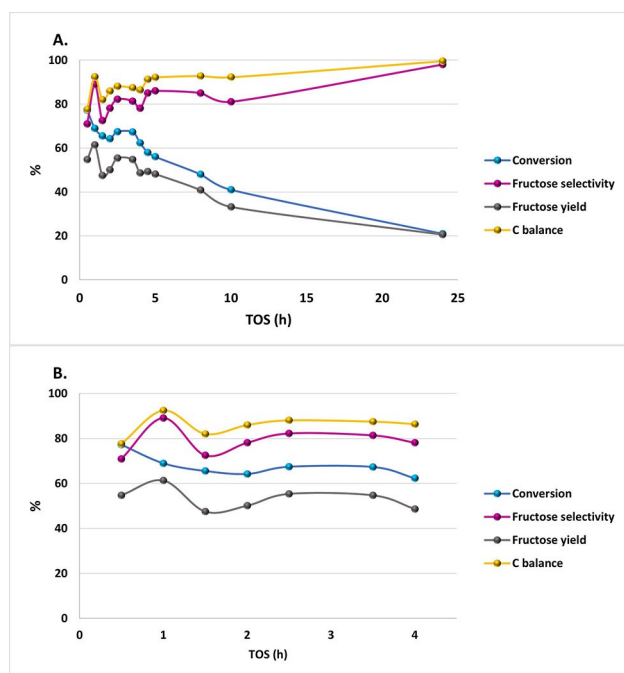 A.
100
80
60
40
20
0
%
0 5 10 15 20 25
TOS (h)
Conversion
Fructose selectivity
Fructose yield
C balance
B.
100
80
60
40
20
0
%
0 1 2 3 4
TOS (h)
Conversion
Fructose selectivity
Fructose yield
C balance